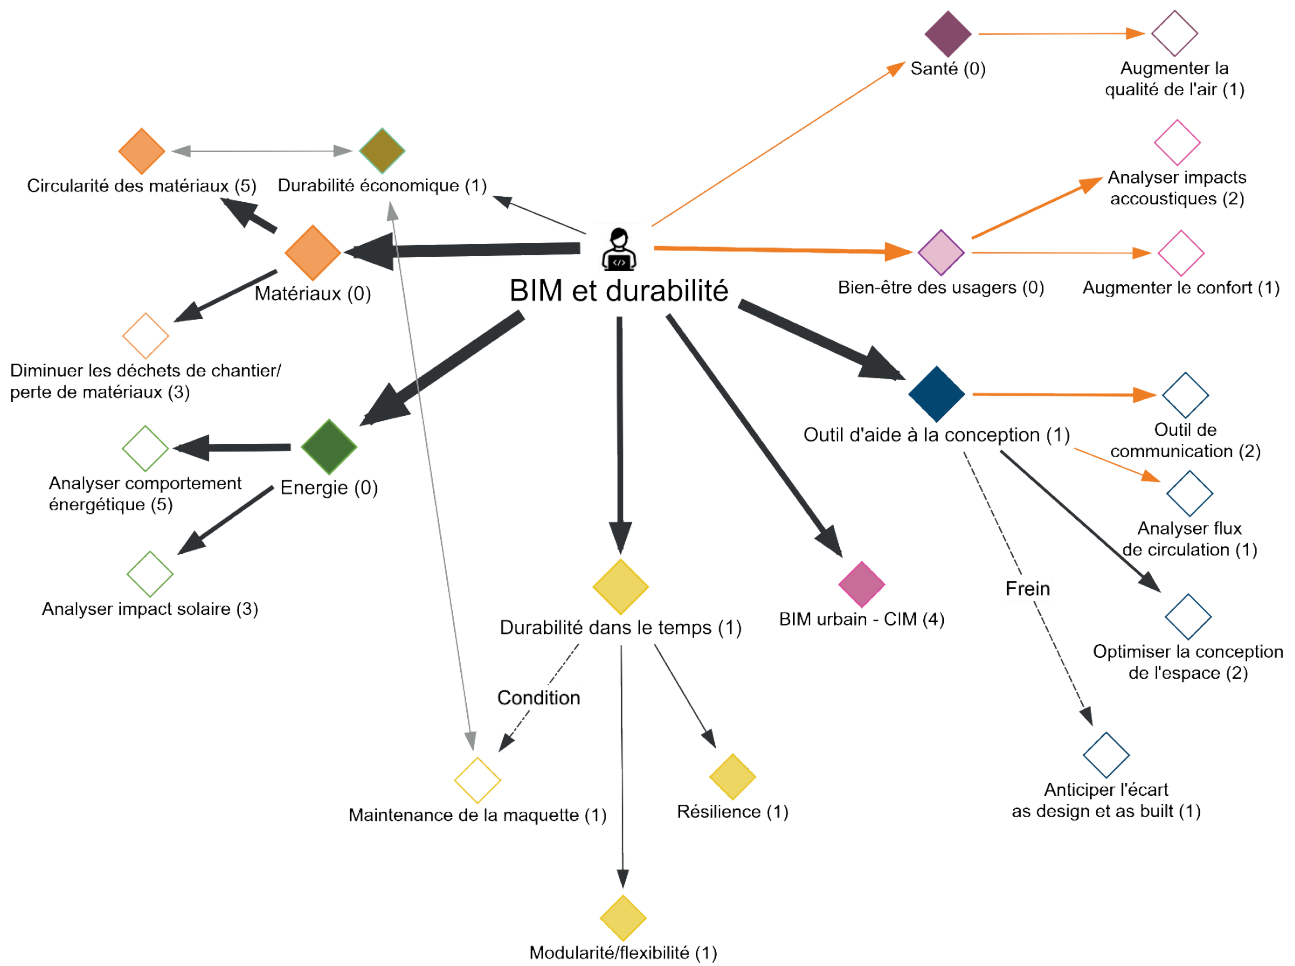 Santé (0)
Augmenter la
qualité de l'air (1)
Circularité des matériaux (5)
Durabilité économique (1)
Analyser impacts
accoustiques (2)
</>
BIM et durabilité
Matériaux (0)
Bien-être des usagers (0)
Augmenter le confort (1)
Diminuer les déchets de chantier/
perte de matériaux (3)
Outil d'aide à la conception (1)
Outil de
communication (2)
Analyser comportement
énergétique (5)
Energie (0)
Analyser flux
de circulation (1)
Analyser impact solaire (3)
Frein
Durabilité dans le temps (1)
BIM urbain - CIM (4)
Optimiser la conception
de l'espace (2)
Condition
Maintenance de la maquette (1)
Résilience (1)
Anticiper l'écart
as design et as built (1)
Modularité/flexibilité (1)